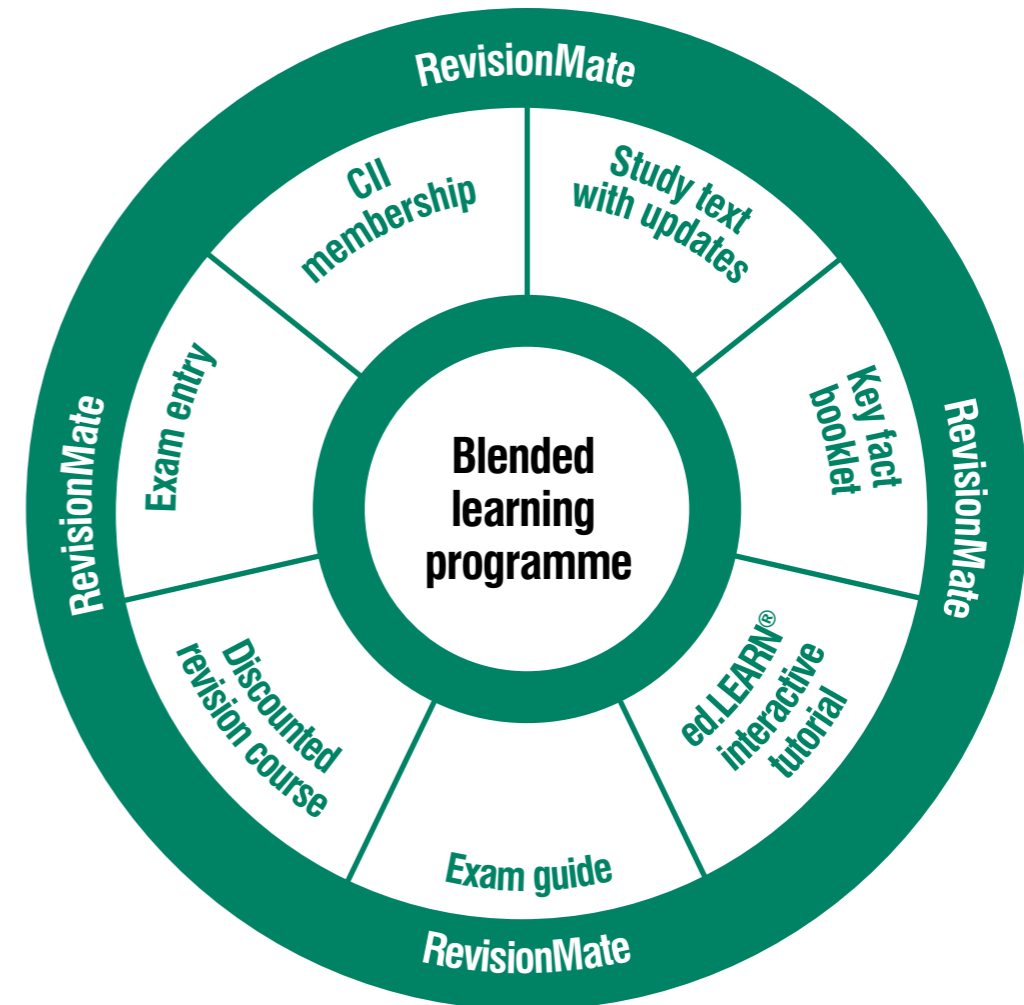 RevisionMate
CII
membership
Study text
with updates
Exam entry
Key fact
booklet
RevisionMate
Blended
learning
programme
RevisionMate
Discounted
revision course
ed.LEARN®
interactive
tutorial
Exam guide
RevisionMate